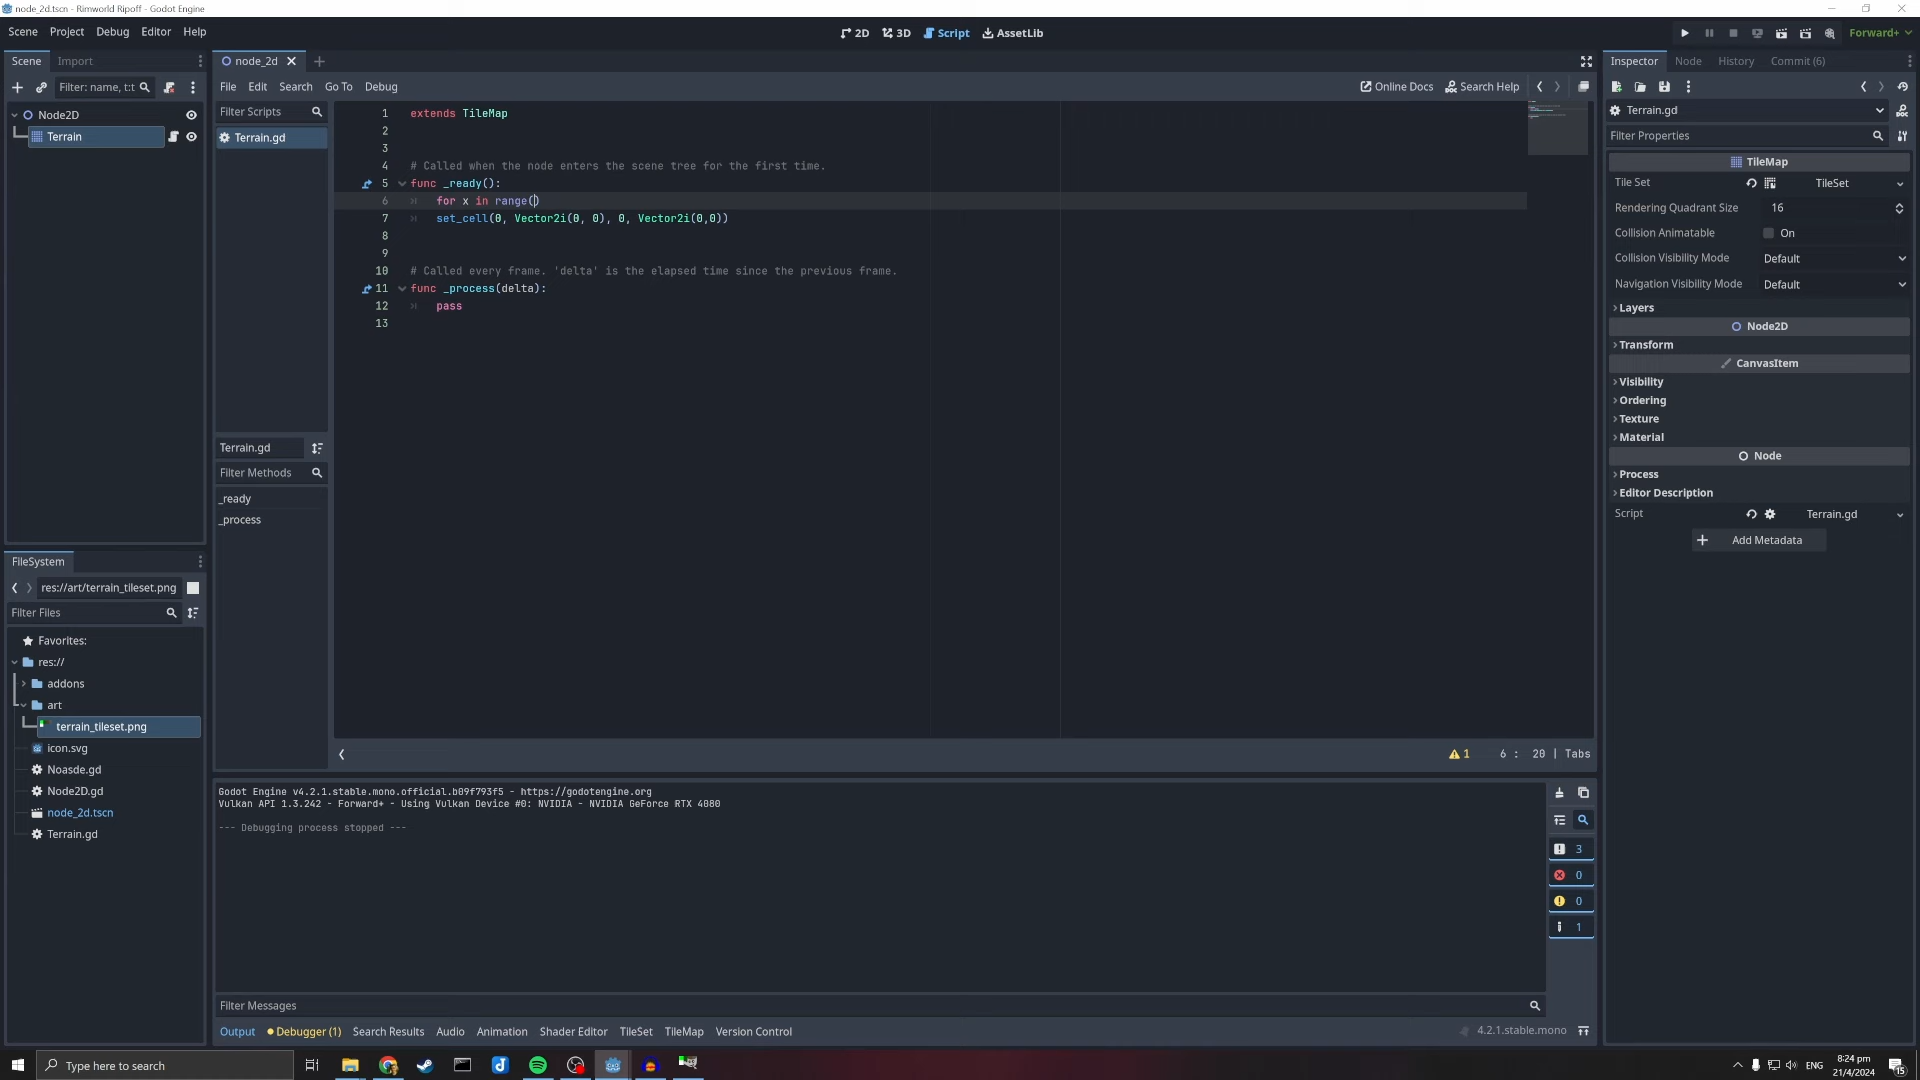 node_2d.tscn - Rimworld Ripoff - Godot Engine
Scene Project Debug Editor Help
2D 3D Script AssetLib
Forward+
Scene Import
node_2d
Inspector Node History Commit (6)
Filter: name, t:t
File Edit Search Go To Debug
Online Docs Search Help
Node2D
Terrain
Filter Scripts
Terrain.gd
1 extends TileMap
2
3
4 # Called when the node enters the scene tree for the first time.
5 func _ready():
6 for x in range()
7 set_cell(0, Vector2i(0, 0), 0, Vector2i(0,0))
8
9
10 # Called every frame. 'delta' is the elapsed time since the previous frame.
11 func _process(delta):
12 pass
13
Terrain.gd
Filter Methods
_ready
_process
1 6 : 20 | Tabs
Terrain.gd
Filter Properties
TileMap
Tile Set TileSet
Rendering Quadrant Size 16
Collision Animatable On
Collision Visibility Mode Default
Navigation Visibility Mode Default
Layers
Node2D
Transform
CanvasItem
Visibility
Ordering
Texture
Material
Node
Process
Editor Description
Script Terrain.gd
Add Metadata
FileSystem
res://art/terrain_tileset.png
Filter Files
Favorites:
res://
addons
art
terrain_tileset.png
icon.svg
Noasde.gd
Node2D.gd
node_2d.tscn
Terrain.gd
Godot Engine v4.2.1.stable.mono.official.b09f793f5 - https://godotengine.org
Vulkan API 1.3.242 - Forward+ - Using Vulkan Device #0: NVIDIA - NVIDIA GeForce RTX 4080
--- Debugging process stopped ---
3
0
0
1
Filter Messages
Output Debugger (1) Search Results Audio Animation Shader Editor TileSet TileMap Version Control
4.2.1.stable.mono
Type here to search
ENG
8:24 pm
21/4/2024
15